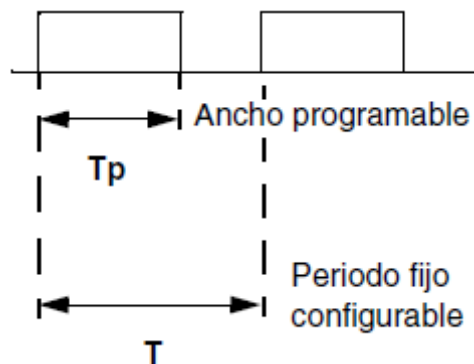 Ancho programable
Tp
Periodo fijo
configurable
T